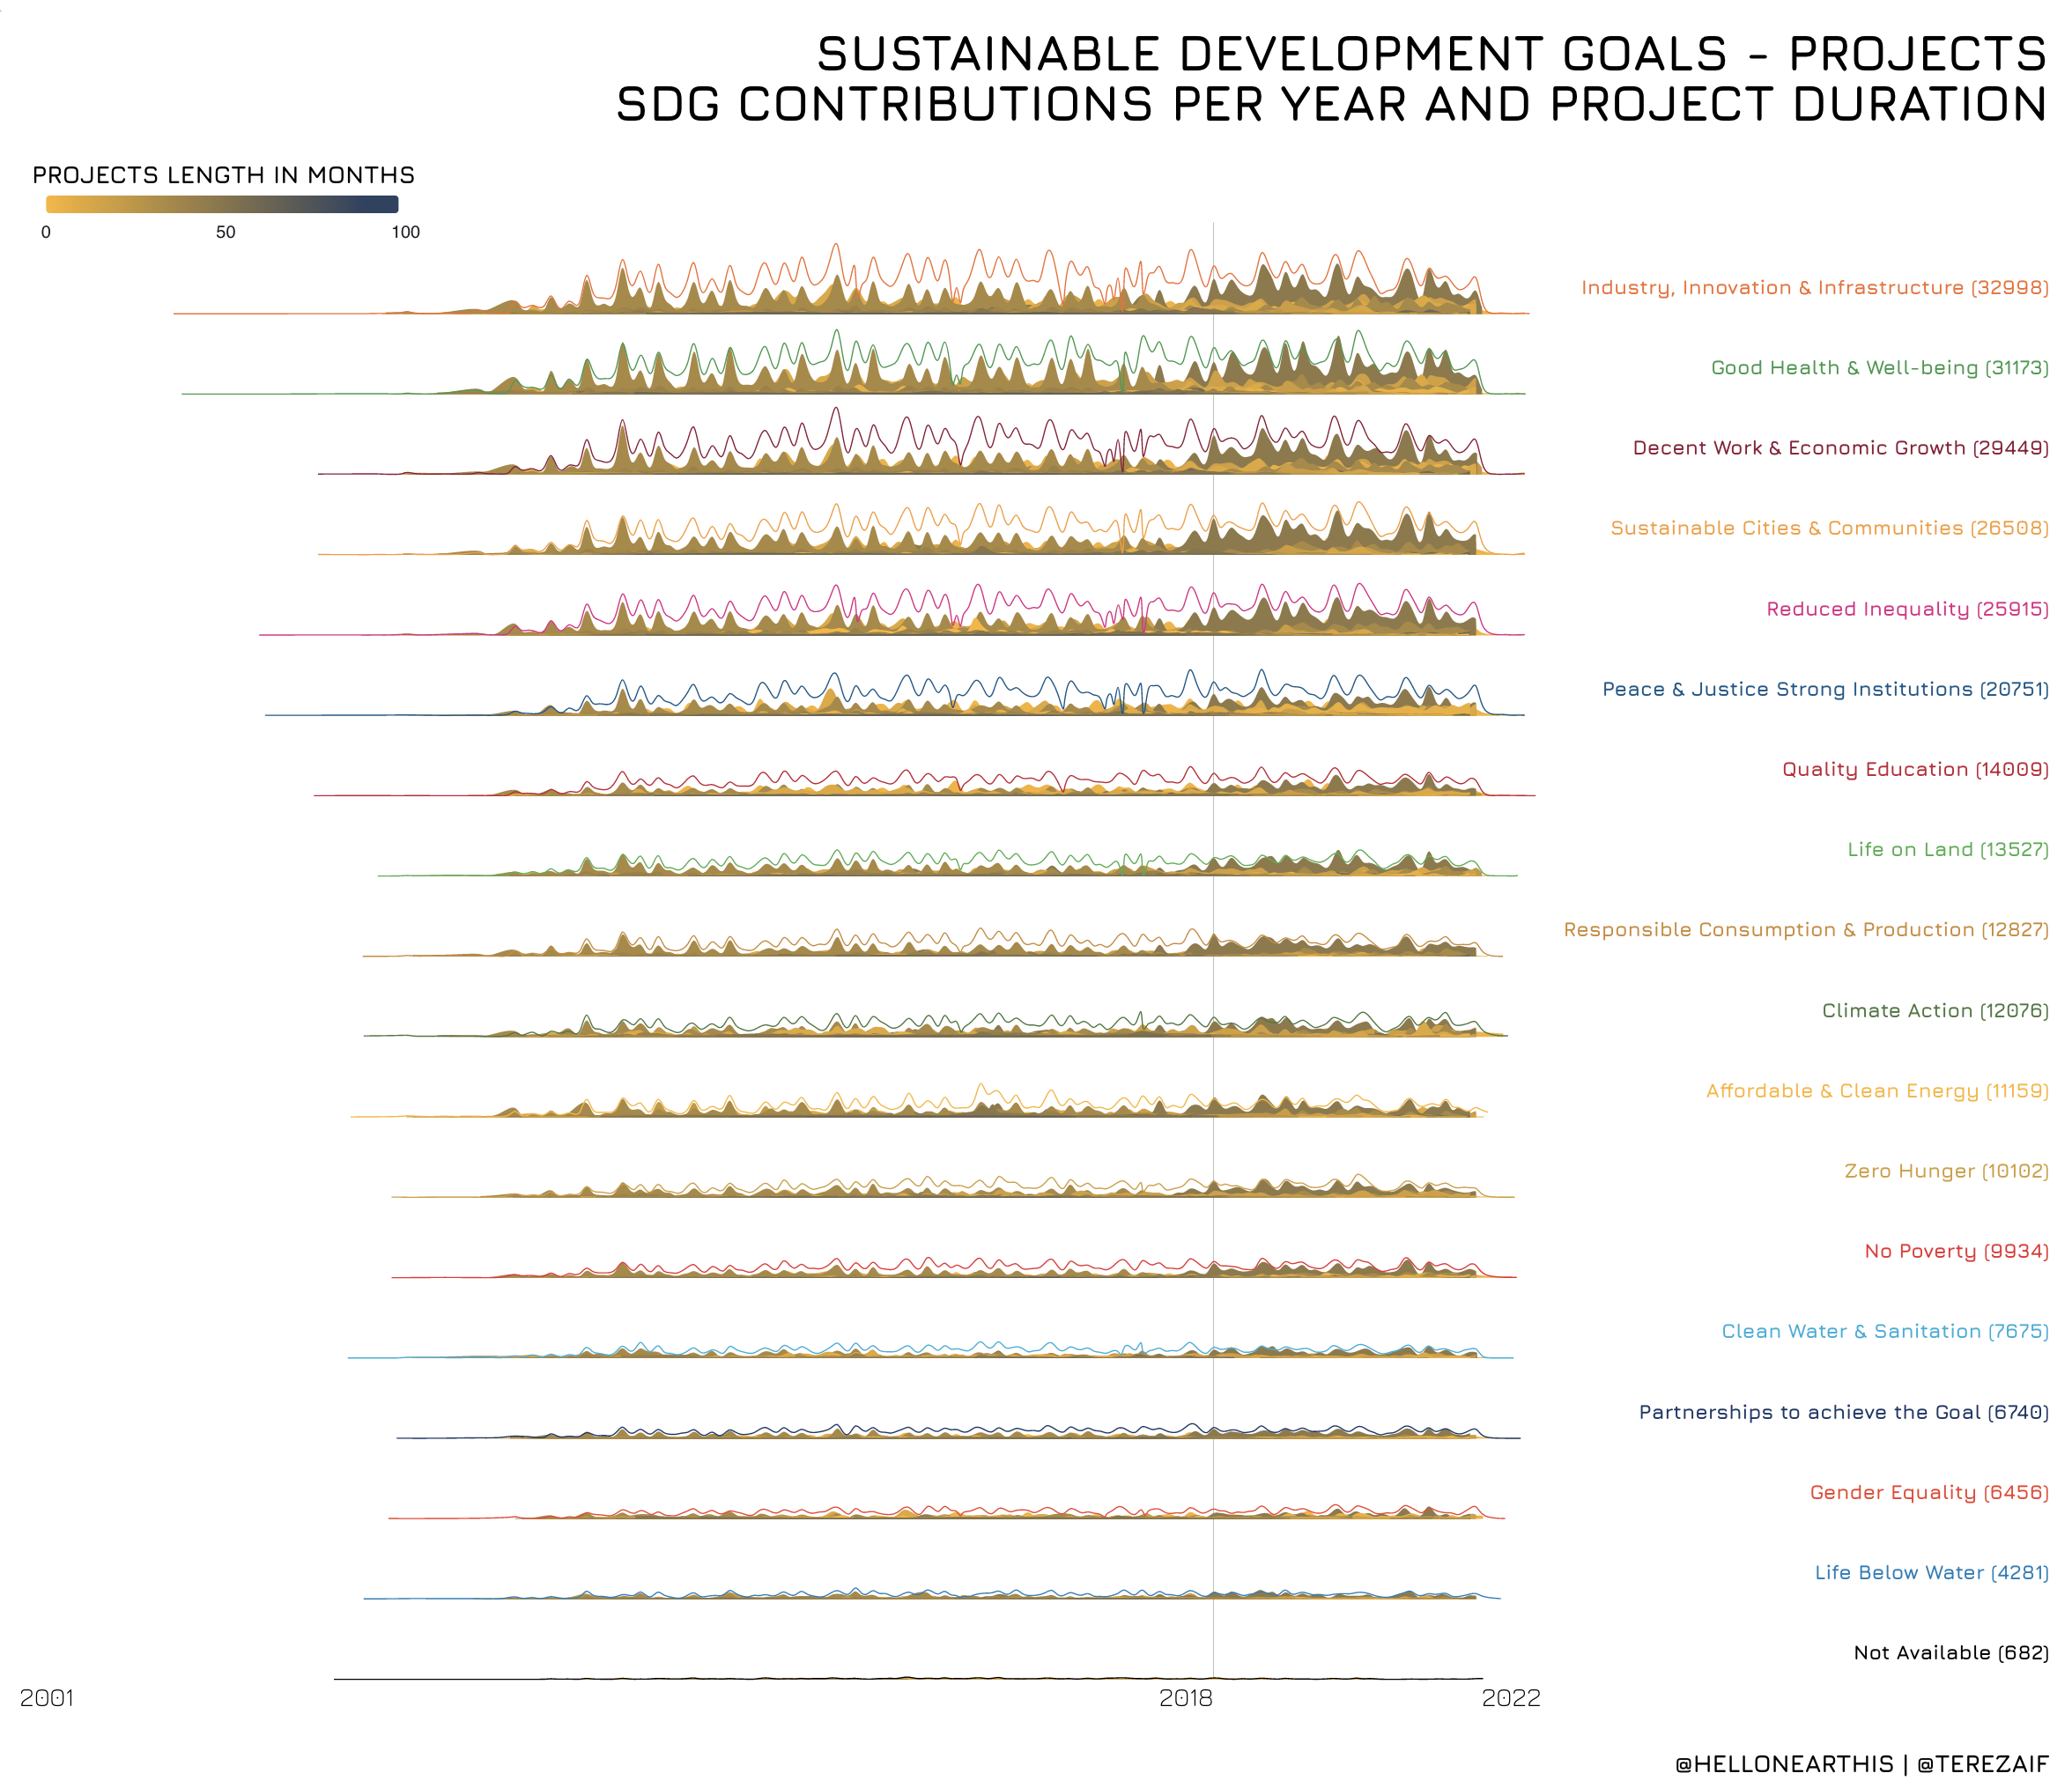 SUSTAINABLE DEVELOPMENT GOALS - PROJECTS
SDG CONTRIBUTIONS PER YEAR AND PROJECT DURATION
PROJECTS LENGTH IN MONTHS
0 50 100
Industry, Innovation & Infrastructure (32998)
Good Health & Well-being (31173)
Decent Work & Economic Growth (29449)
Sustainable Cities & Communities (26508)
Reduced Inequality (25915)
Peace & Justice Strong Institutions (20751)
Quality Education (14009)
Life on Land (13527)
Responsible Consumption & Production (12827)
Climate Action (12076)
Affordable & Clean Energy (11159)
Zero Hunger (10102)
No Poverty (9934)
Clean Water & Sanitation (7675)
Partnerships to achieve the Goal (6740)
Gender Equality (6456)
Life Below Water (4281)
Not Available (682)
2001 2018 2022
@HELLONEARTHIS | @TEREZAIF